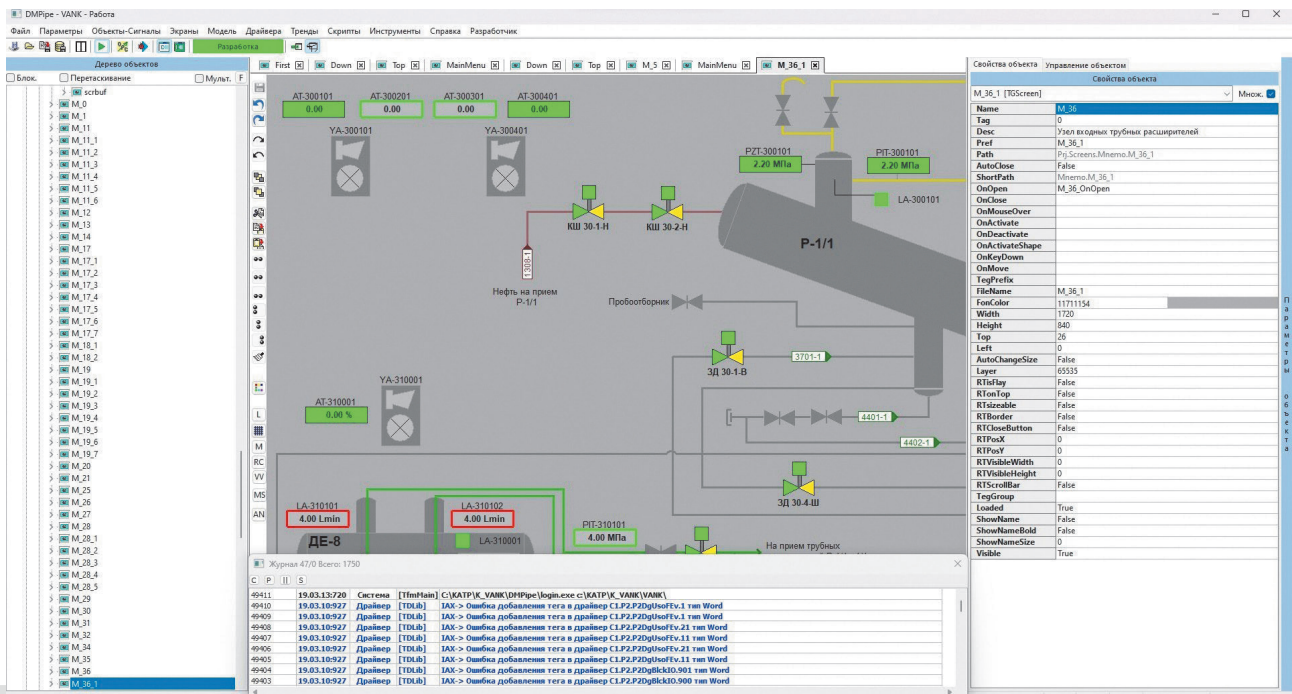 DMPipe - VANK - Работа
Файл Параметры Объекты-Сигналы Экраны Модель Драйвера Тренды Скрипты Инструменты Справка Разработчик
Разработка
Дерево объектов
Блок. Перетаскивание Мульт. F
scrbuf
M_0
M_1
M_11
M_11_1
M_11_2
M_11_3
M_11_4
M_11_5
M_11_6
M_12
M_13
M_14
M_17
M_17_1
M_17_2
M_17_3
M_17_4
M_17_5
M_17_6
M_17_7
M_18_1
M_18_2
M_19
M_19_1
M_19_2
M_19_3
M_19_4
M_19_5
M_19_6
M_19_7
M_20
M_21
M_25
M_26
M_27
M_28
M_28_1
M_28_2
M_28_3
M_28_4
M_28_5
M_29
M_30
M_31
M_32
M_34
M_35
M_36
M_36_1
First Down Top MainMenu Down Top M_5 MainMenu M_36_1
L
M
RC
VV
MS
AN
AT-300101 AT-300201 AT-300301 AT-300401
0.00 0.00 0.00 0.00
YA-300101 YA-300401
PZT-300101 PIT-300101
2.20 МПа 2.20 МПа
LA-300101
КШ 30-1-Н КШ 30-2-Н
Р-1/1
1308-1
Нефть на прием
Р-1/1
Пробоотборник
3701-1
ЗД 30-1-В
YA-310001
AT-310001
0.00 %
4401-1
4402-1
ЗД 30-4-Ш
LA-310101 LA-310102
4.00 Lmin 4.00 Lmin
PIT-310101
4.00 МПа
ДЕ-8
LA-310001
На прием трубных
Журнал 47/0 Всего: 1750
C P || S
49411 19.03.13:720 Система [TfmMain] C:\KATP\K_VANK\DMPipe\login.exe c:\KATP\K_VANK\VANK\
49410 19.03.10:927 Драйвер [TDLib] IAX-> Ошибка добавления тега в драйвер C1.P2.P2DgUsoFEv.1 тип Word
49409 19.03.10:927 Драйвер [TDLib] IAX-> Ошибка добавления тега в драйвер C1.P2.P2DgUsoFEv.1 тип Word
49408 19.03.10:927 Драйвер [TDLib] IAX-> Ошибка добавления тега в драйвер C1.P2.P2DgUsoFEv.21 тип Word
49407 19.03.10:927 Драйвер [TDLib] IAX-> Ошибка добавления тега в драйвер C1.P2.P2DgUsoFEv.11 тип Word
49406 19.03.10:927 Драйвер [TDLib] IAX-> Ошибка добавления тега в драйвер C1.P2.P2DgUsoFEv.21 тип Word
49405 19.03.10:927 Драйвер [TDLib] IAX-> Ошибка добавления тега в драйвер C1.P2.P2DgUsoFEv.11 тип Word
49404 19.03.10:927 Драйвер [TDLib] IAX-> Ошибка добавления тега в драйвер C1.P2.P2DgBlckIO.901 тип Word
49403 19.03.10:927 Драйвер [TDLib] IAX-> Ошибка добавления тега в драйвер C1.P2.P2DgBlckIO.900 тип Word
Свойства объекта Управление объектом
Свойства объекта
M_36_1 [TGScreen] Множ.
Name M_36
Tag 0
Desc Узел входных трубных расширителей
Pref M_36_1
Path Prj.Screens.Mnemo.M_36_1
AutoClose False
ShortPath Mnemo.M_36_1
OnOpen M_36_OnOpen
OnClose
OnMouseOver
OnActivate
OnDeactivate
OnActivateShape
OnKeyDown
OnMove
TegPrefix
FileName M_36_1
FonColor 11711154
Width 1720
Height 840
Top 26
Left 0
AutoChangeSize False
Layer 65535
RTisFlay False
RTonTop False
RTsizeable False
RTBorder False
RTCloseButton False
RTPosX 0
RTPosY 0
RTVisibleWidth 0
RTVisibleHeight 0
RTScrollBar False
TegGroup
Loaded True
ShowName False
ShowNameBold False
ShowNameSize 0
Visible True
Параметры объекта